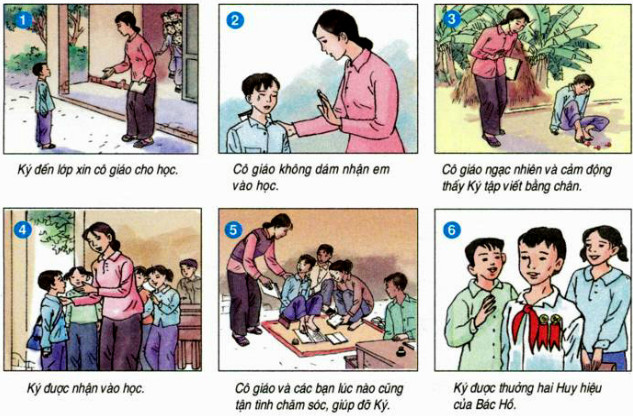 1
Ký đến lớp xin cô giáo cho học.
2
Cô giáo không dám nhận em
vào học.
3
Cô giáo ngạc nhiên và cảm động
thấy Ký tập viết bằng chân.
4
Ký được nhận vào học.
5
Cô giáo và các bạn lúc nào cũng
tận tình chăm sóc, giúp đỡ Ký.
6
Ký được thưởng hai Huy hiệu
của Bác Hồ.